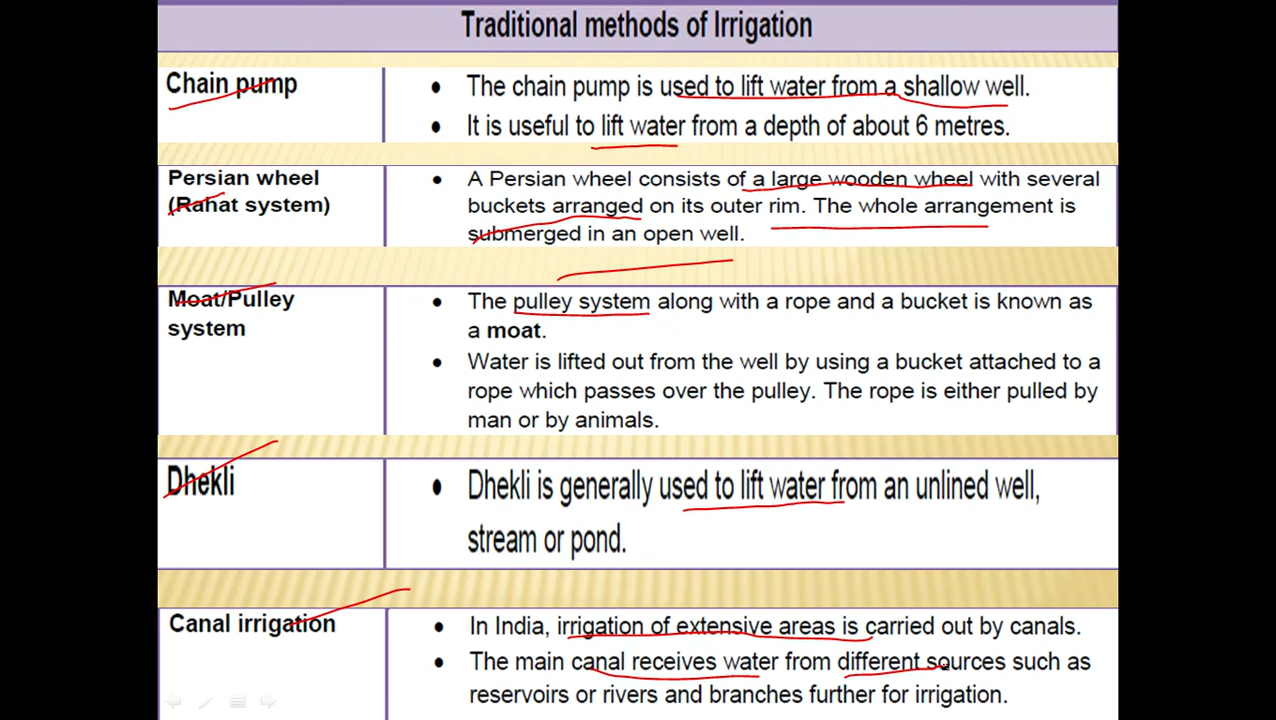 Traditional methods of Irrigation
Chain pump
• The chain pump is used to lift water from a shallow well.
• It is useful to lift water from a depth of about 6 metres.
Persian wheel
(Rahat system)
• A Persian wheel consists of a large wooden wheel with several
buckets arranged on its outer rim. The whole arrangement is
submerged in an open well.
Moat/Pulley
system
• The pulley system along with a rope and a bucket is known as
a moat.
• Water is lifted out from the well by using a bucket attached to a
rope which passes over the pulley. The rope is either pulled by
man or by animals.
Dhekli
• Dhekli is generally used to lift water from an unlined well,
stream or pond.
Canal irrigation
• In India, irrigation of extensive areas is carried out by canals.
• The main canal receives water from different sources such as
reservoirs or rivers and branches further for irrigation.